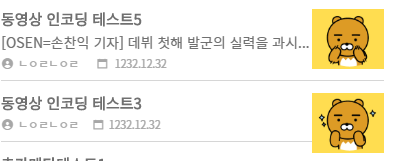 동영상 인코딩 테스트5
[OSEN=손찬익 기자] 데뷔 첫해 발군의 실력을 과시...
ㄴㅇㄹㄴㅇㄹ 1232.12.32
동영상 인코딩 테스트3
ㄴㅇㄹㄴㅇㄹ 1232.12.32